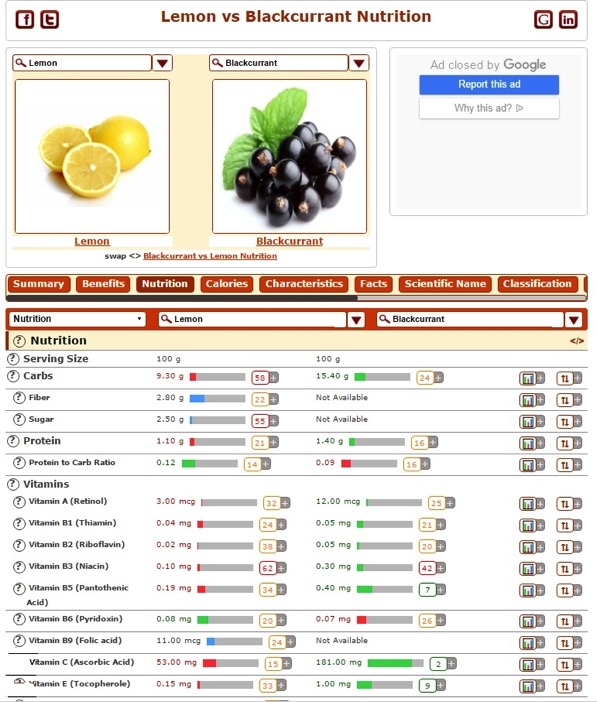 f t Lemon vs Blackcurrant Nutrition G in
Lemon Blackcurrant
Ad closed by Google
Report this ad
Why this ad?
Lemon Blackcurrant
swap <> Blackcurrant vs Lemon Nutrition
Summary Benefits Nutrition Calories Characteristics Facts Scientific Name Classification
Nutrition Lemon Blackcurrant
? Nutrition </>
? Serving Size 100 g 100 g
? Carbs 9.30 g 58 + 15.40 g 24 + + +
? Fiber 2.80 g 22 + Not Available + +
? Sugar 2.50 g 55 + Not Available + +
? Protein 1.10 g 21 + 1.40 g 16 + + +
? Protein to Carb Ratio 0.12 14 + 0.09 16 + + +
? Vitamins
? Vitamin A (Retinol) 3.00 mcg 32 + 12.00 mcg 25 + + +
? Vitamin B1 (Thiamin) 0.04 mg 24 + 0.05 mg 21 + + +
? Vitamin B2 (Riboflavin) 0.02 mg 38 + 0.05 mg 20 + + +
? Vitamin B3 (Niacin) 0.10 mg 62 + 0.30 mg 42 + + +
? Vitamin B5 (Pantothenic 0.19 mg 34 + 0.40 mg 7 + + +
Acid)
? Vitamin B6 (Pyridoxin) 0.08 mg 20 + 0.07 mg 26 + + +
? Vitamin B9 (Folic acid) 11.00 mcg 24 + Not Available + +
Vitamin C (Ascorbic Acid) 53.00 mg 15 + 181.00 mg 2 + + +
Vitamin E (Tocopherole) 0.15 mg 33 + 1.00 mg 9 + + +